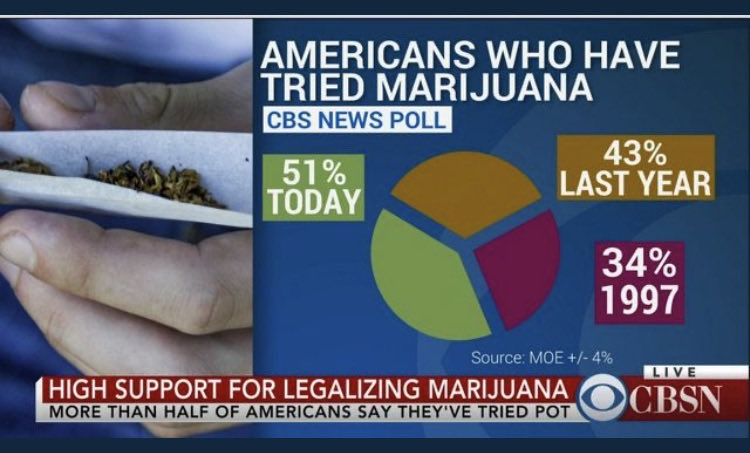 AMERICANS WHO HAVE
TRIED MARIJUANA
CBS NEWS POLL
51%
TODAY
43%
LAST YEAR
34%
1997
Source: MOE +/- 4%
LIVE
HIGH SUPPORT FOR LEGALIZING MARIJUANA
MORE THAN HALF OF AMERICANS SAY THEY'VE TRIED POT
CBSN